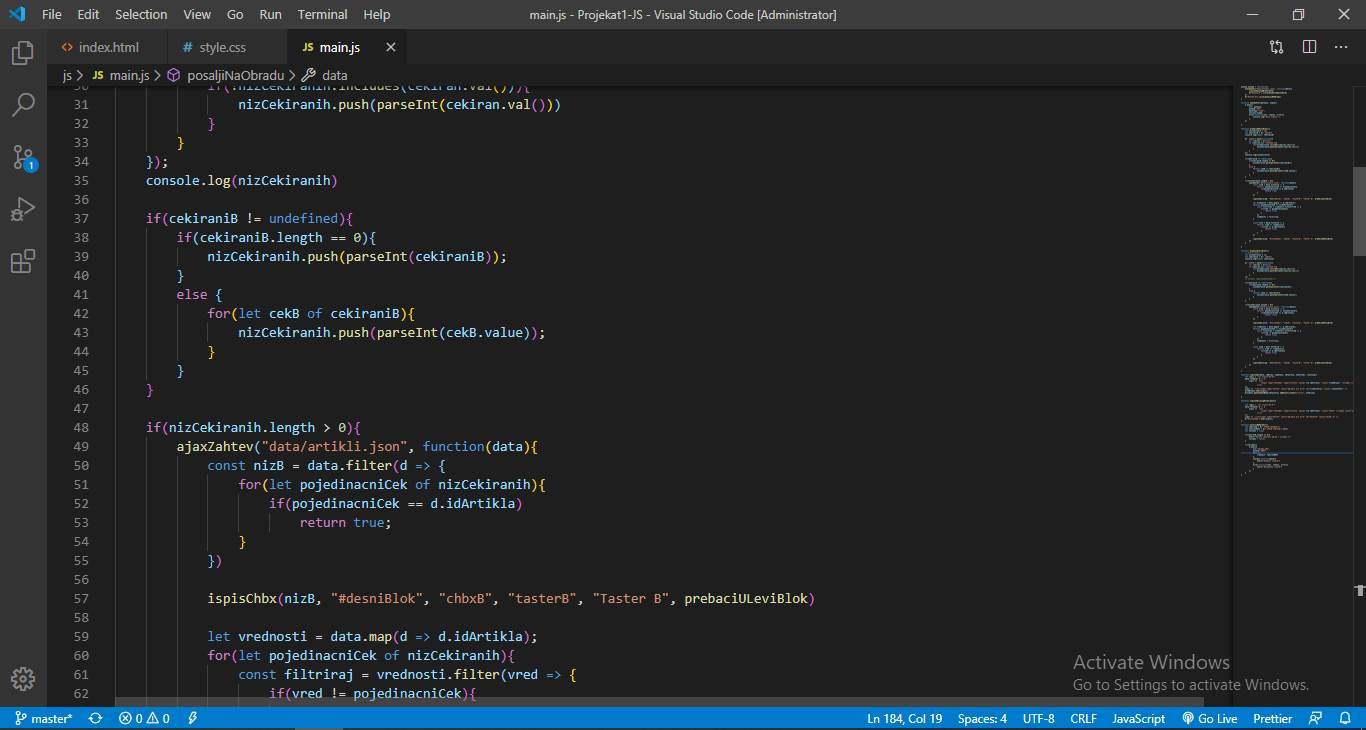 File Edit Selection View Go Run Terminal Help main.js - Projekat1-JS - Visual Studio Code [Administrator]
<> index.html # style.css JS main.js
js > JS main.js > posaljiNaObradu > data
if(!nizCekiranih.includes(cekiran.val())){
31 nizCekiranih.push(parseInt(cekiran.val()))
32 }
33 }
34 });
35 console.log(nizCekiranih)
36
37 if(cekiraniB != undefined){
38 if(cekiraniB.length == 0){
39 nizCekiranih.push(parseInt(cekiraniB));
40 }
41 else {
42 for(let cekB of cekiraniB){
43 nizCekiranih.push(parseInt(cekB.value));
44 }
45 }
46 }
47
48 if(nizCekiranih.length > 0){
49 ajaxZahtev("data/artikli.json", function(data){
50 const nizB = data.filter(d => {
51 for(let pojedinacniCek of nizCekiranih){
52 if(pojedinacniCek == d.idArtikla)
53 return true;
54 }
55 })
56
57 ispisChbx(nizB, "#desniBlok", "chbxB", "tasterB", "Taster B", prebaciULeviBlok)
58
59 let vrednosti = data.map(d => d.idArtikla);
60 for(let pojedinacniCek of nizCekiranih){
61 const filtriraj = vrednosti.filter(vred => {
62 if(vred != pojedinacniCek){
1
Activate Windows
Go to Settings to activate Windows.
master* 0 0 Ln 184, Col 19 Spaces: 4 UTF-8 CRLF JavaScript Go Live Prettier